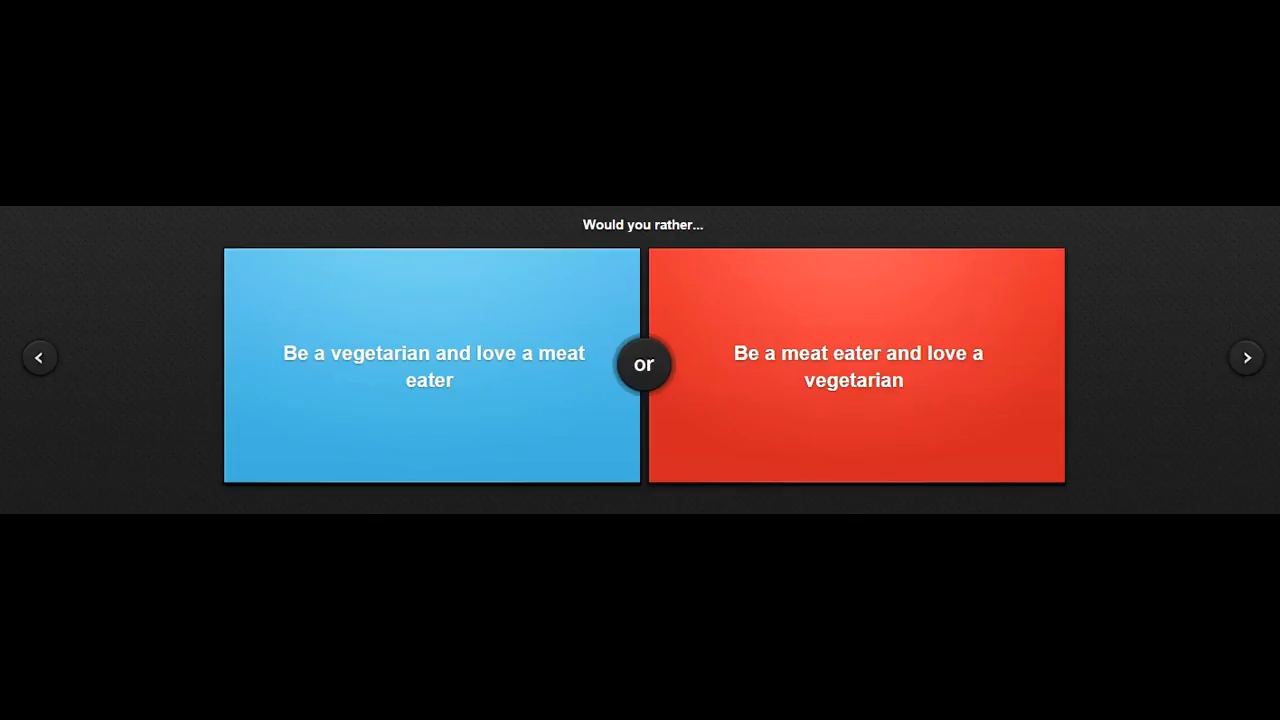 Would you rather...
Be a vegetarian and love a meat
eater
or
Be a meat eater and love a
vegetarian